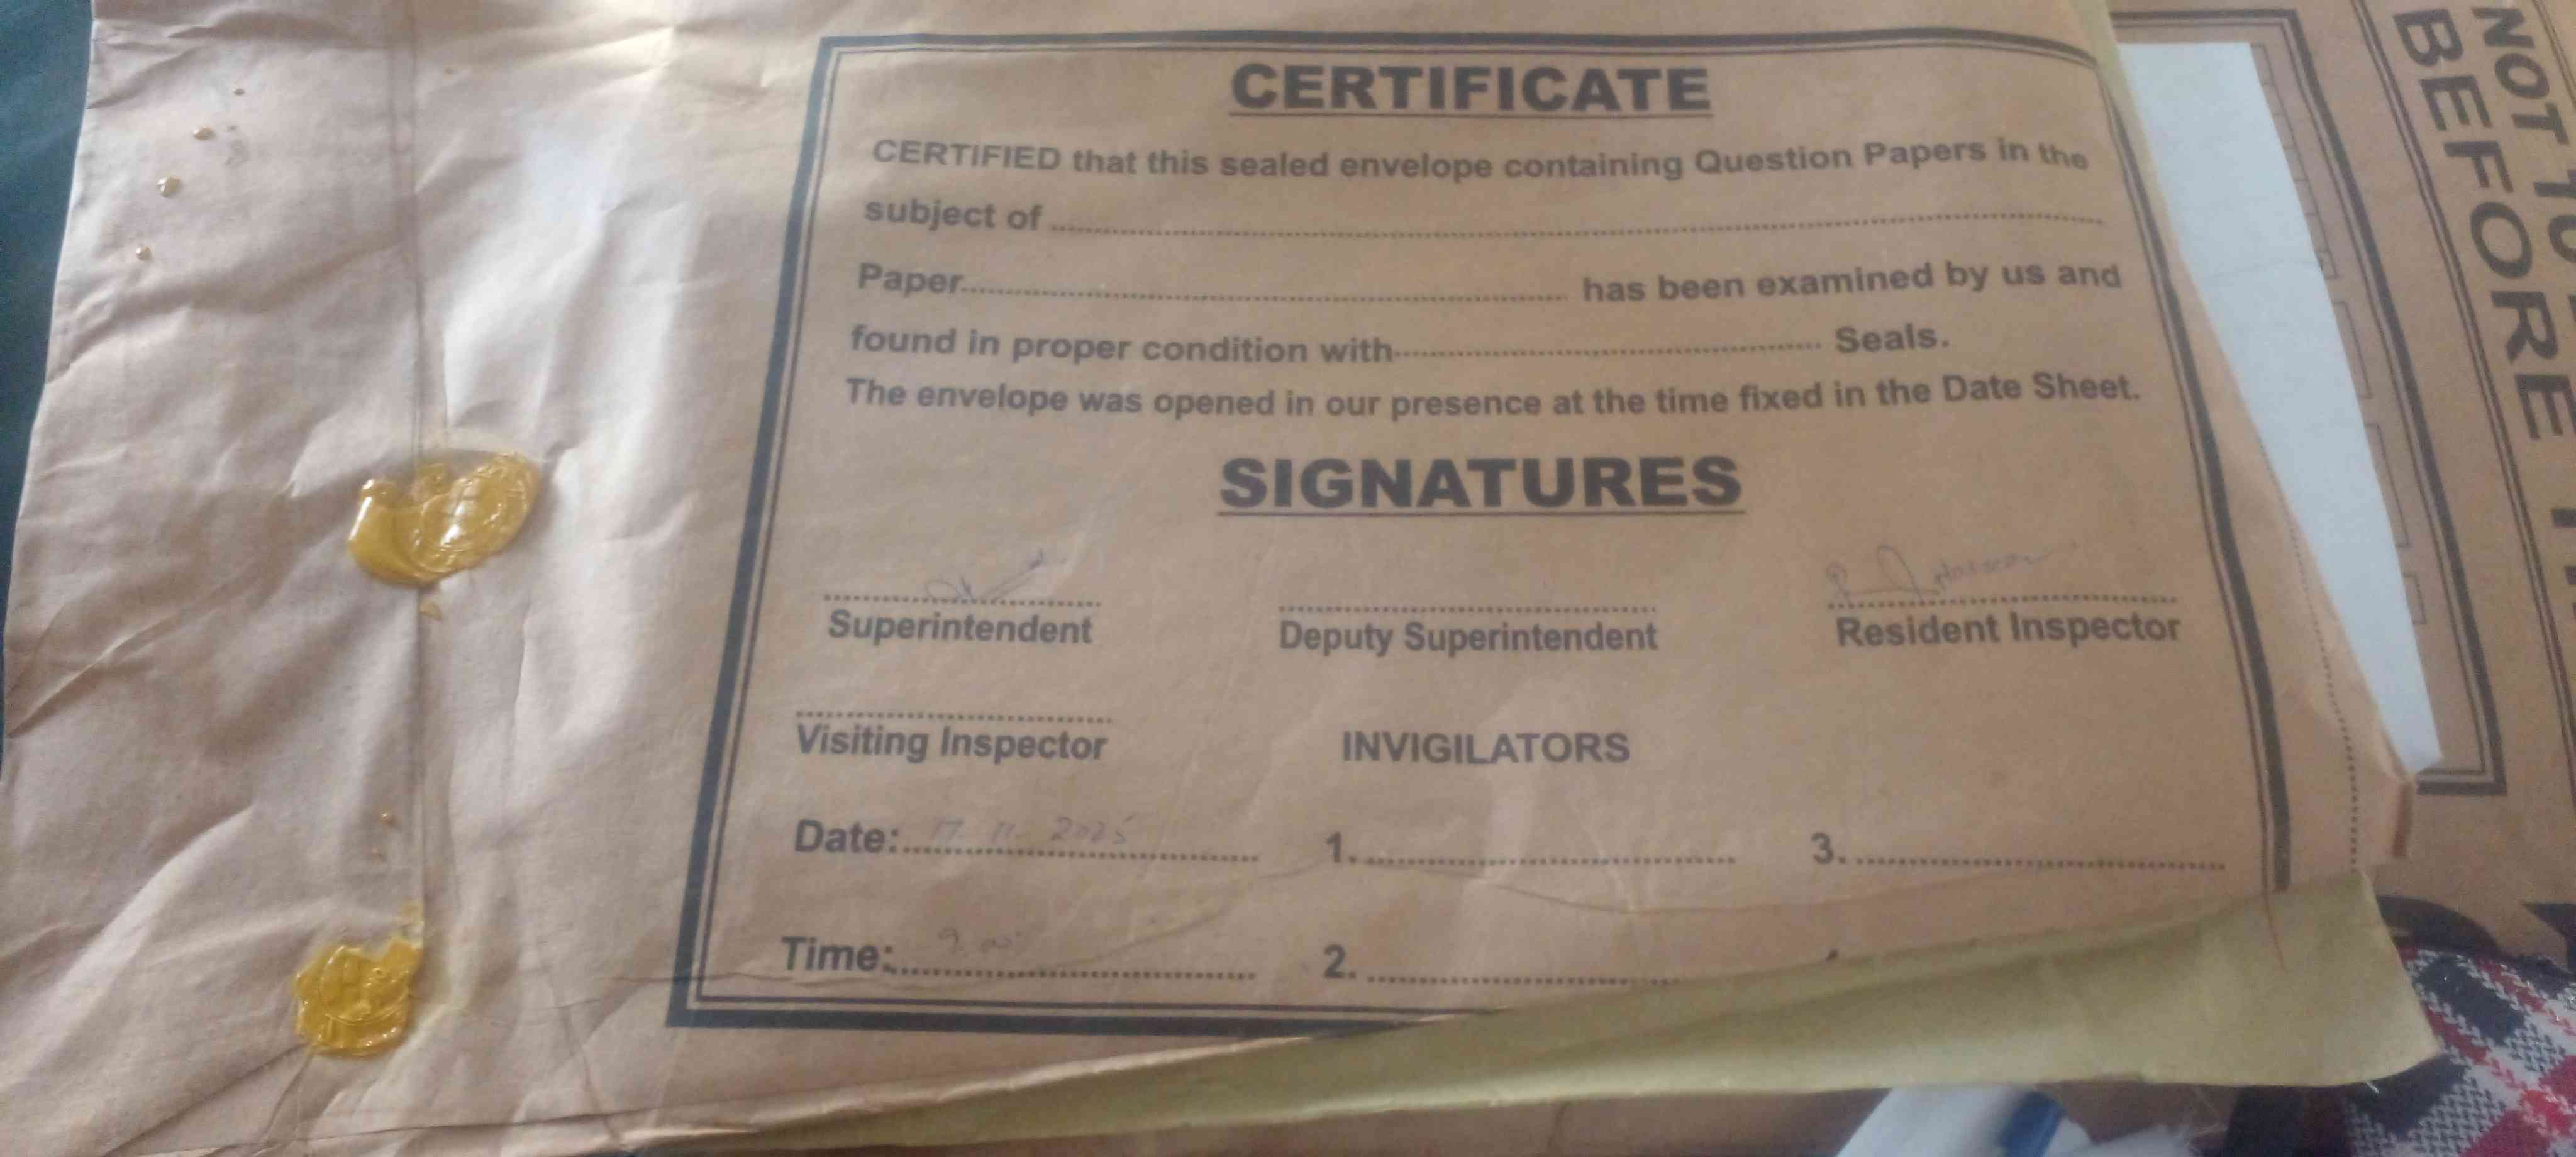 CERTIFICATE
CERTIFIED that this sealed envelope containing Question Papers in the
subject of
Paper has been examined by us and
found in proper condition with Seals.
The envelope was opened in our presence at the time fixed in the Date Sheet.
SIGNATURES
Superintendent Deputy Superintendent Resident Inspector
Visiting Inspector INVIGILATORS
Date: 17 11 2025 1. 3.
Time: 9.00 2.
NOT TO
BEFORE